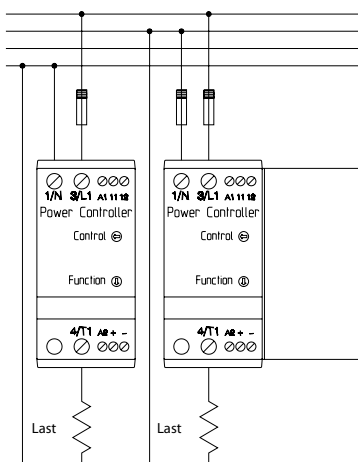 1/N 3/L1 A1 11 12
Power Controller
Control
Function
4/T1 A2 + -
Last
1/N 3/L1 A1 11 12
Power Controller
Control
Function
4/T1 A2 + -
Last